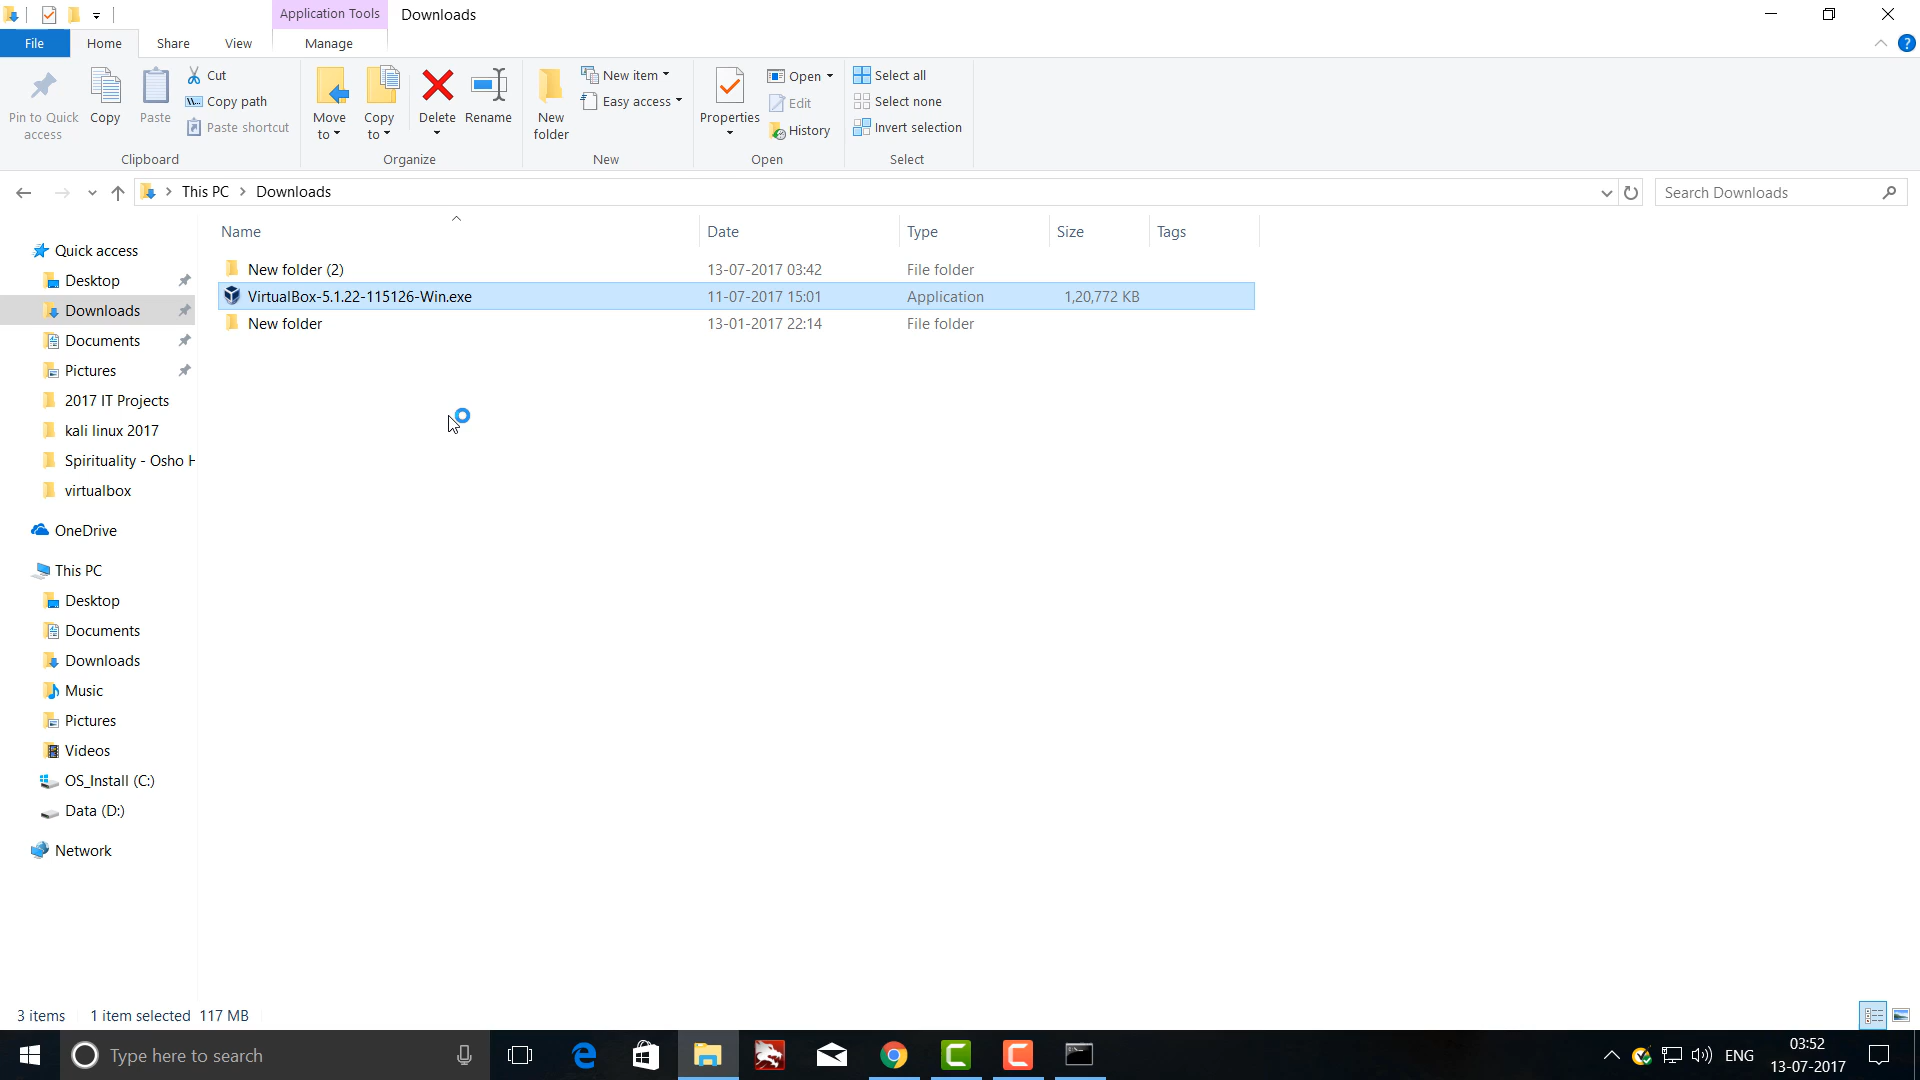 Application Tools
Downloads
File
Home
Share
View
Manage
Pin to Quick access
Copy
Paste
Cut
Copy path
Paste shortcut
Clipboard
Move to
Copy to
Delete
Rename
Organize
New folder
New item
Easy access
New
Properties
Open
Edit
History
Open
Select all
Select none
Invert selection
Select
This PC
Downloads
Search Downloads
Name
Date
Type
Size
Tags
New folder (2)
13-07-2017 03:42
File folder
VirtualBox-5.1.22-115126-Win.exe
11-07-2017 15:01
Application
1,20,772 KB
New folder
13-01-2017 22:14
File folder
Quick access
Desktop
Downloads
Documents
Pictures
2017 IT Projects
kali linux 2017
Spirituality - Osho H
virtualbox
OneDrive
This PC
Desktop
Documents
Downloads
Music
Pictures
Videos
OS_Install (C:)
Data (D:)
Network
3 items
1 item selected 117 MB
Type here to search
ENG
03:52
13-07-2017